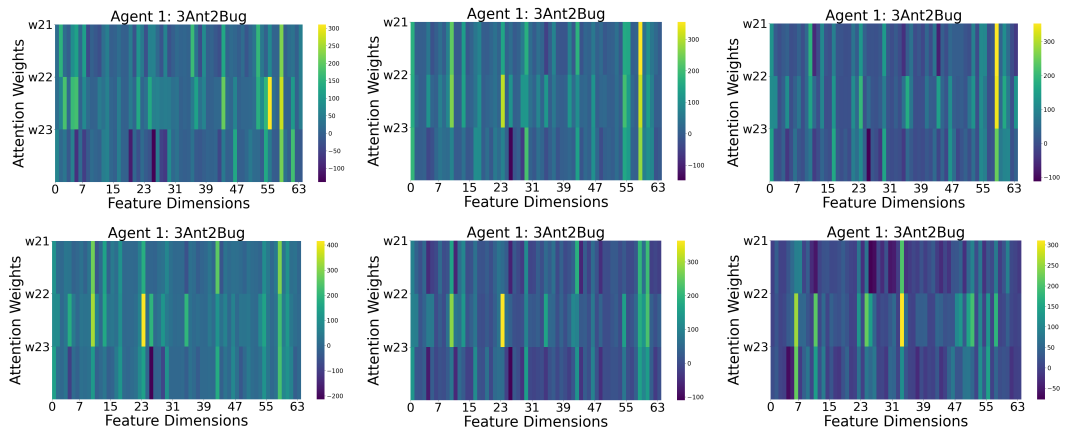 Agent 1: 3Ant2Bug
w21
w22
w23
Attention Weights
0 7 15 23 31 39 47 55 63
Feature Dimensions
300
250
200
150
100
50
0
−50
−100
Agent 1: 3Ant2Bug
w21
w22
w23
Attention Weights
0 7 15 23 31 39 47 55 63
Feature Dimensions
300
200
100
0
−100
Agent 1: 3Ant2Bug
w21
w22
w23
Attention Weights
0 7 15 23 31 39 47 55 63
Feature Dimensions
300
200
100
0
−100
Agent 1: 3Ant2Bug
w21
w22
w23
Attention Weights
0 7 15 23 31 39 47 55 63
Feature Dimensions
400
300
200
100
0
−100
−200
Agent 1: 3Ant2Bug
w21
w22
w23
Attention Weights
0 7 15 23 31 39 47 55 63
Feature Dimensions
300
200
100
0
−100
Agent 1: 3Ant2Bug
w21
w22
w23
Attention Weights
0 7 15 23 31 39 47 55 63
Feature Dimensions
300
250
200
150
100
50
0
−50